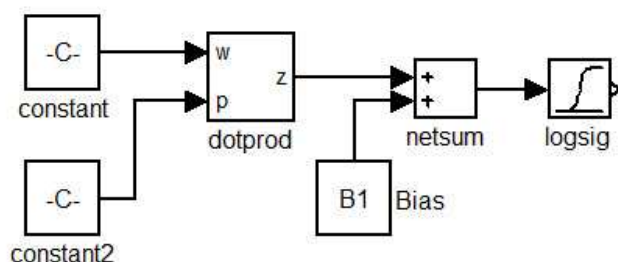 -C-
constant
w
p
z
dotprod
+
+
netsum
logsig
-C-
constant2
B1
Bias